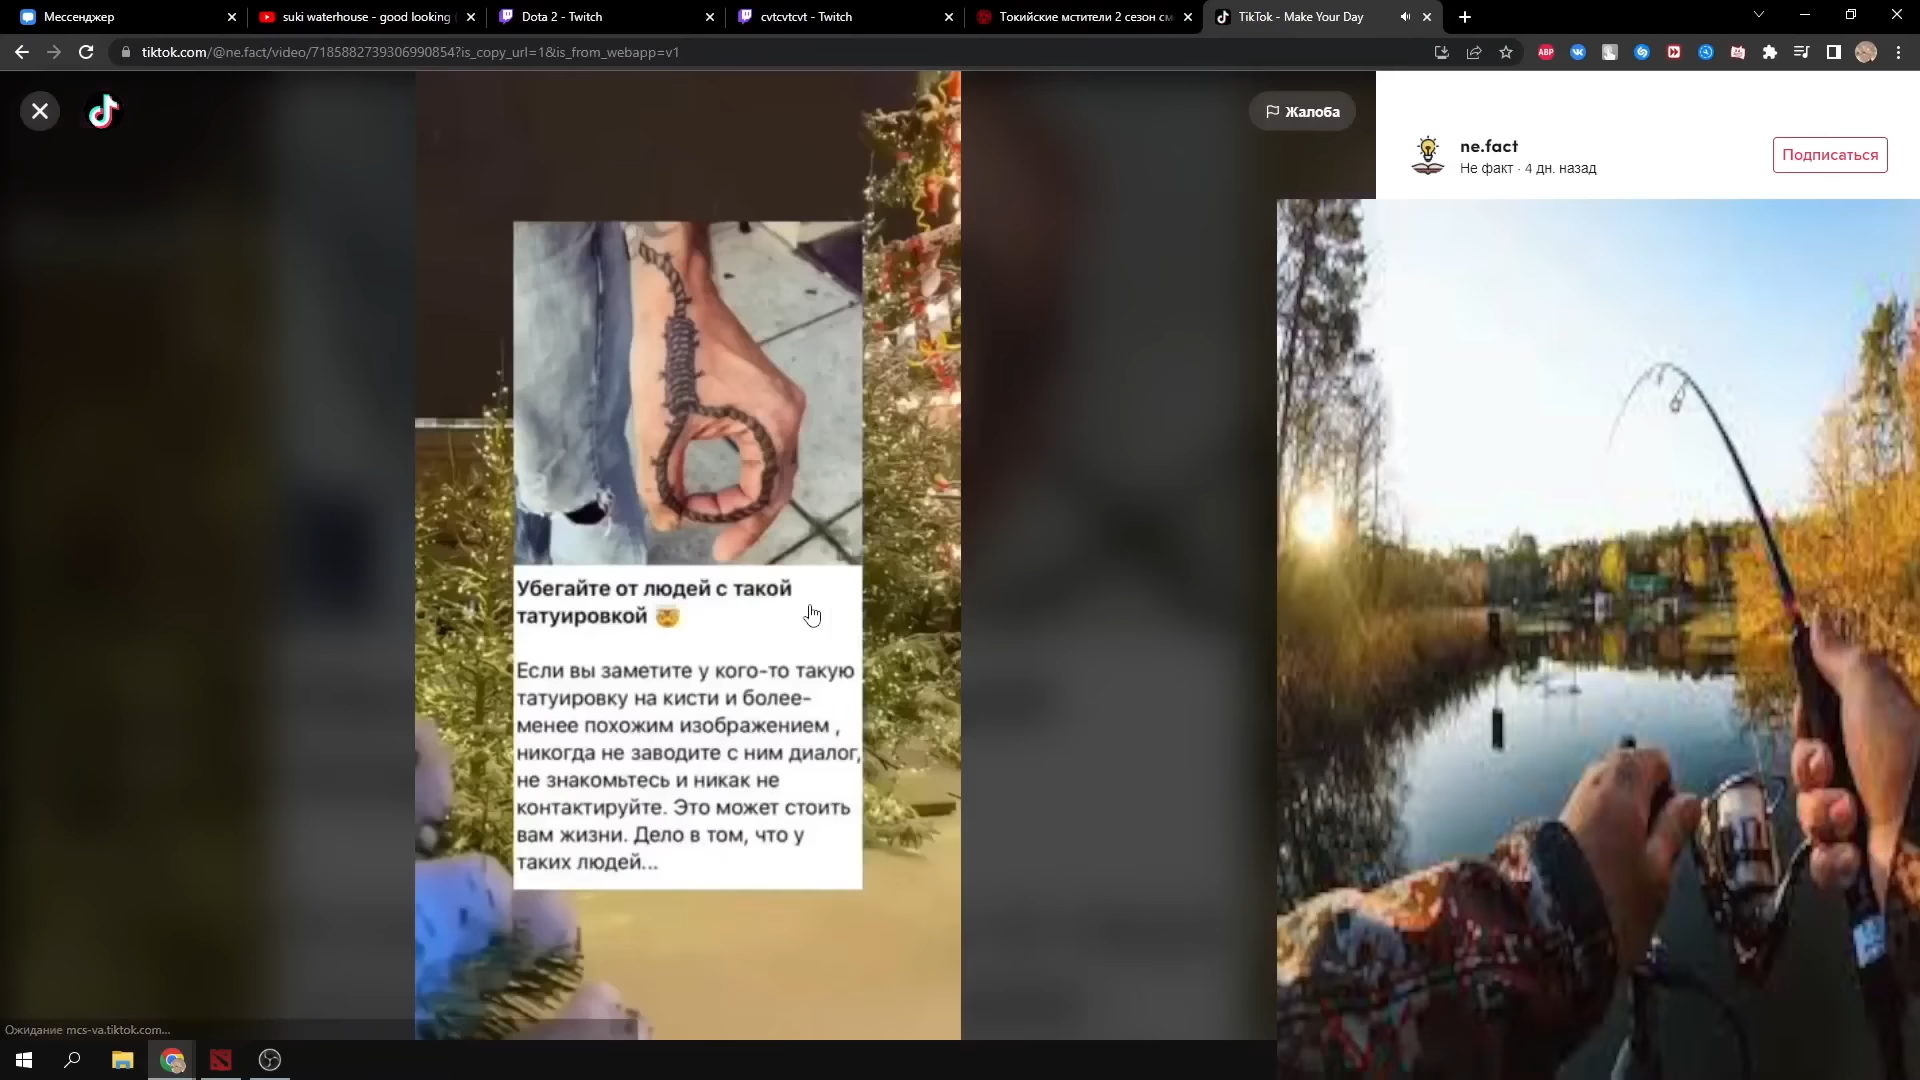 Мессенджер
suki waterhouse - good looking
Dota 2 - Twitch
cvtcvtcvt - Twitch
Токийские мстители 2 сезон см
TikTok - Make Your Day
tiktok.com/@ne.fact/video/7185882739306990854?is_copy_url=1&is_from_webapp=v1
ABP
Жалоба
ne.fact
Не факт · 4 дн. назад
Подписаться
Убегайте от людей с такой
татуировкой 🤯
Если вы заметите у кого-то такую
татуировку на кисти и более-
менее похожим изображением ,
никогда не заводите с ним диалог,
не знакомьтесь и никак не
контактируйте. Это может стоить
вам жизни. Дело в том, что у
таких людей...
Ожидание mcs-va.tiktok.com...